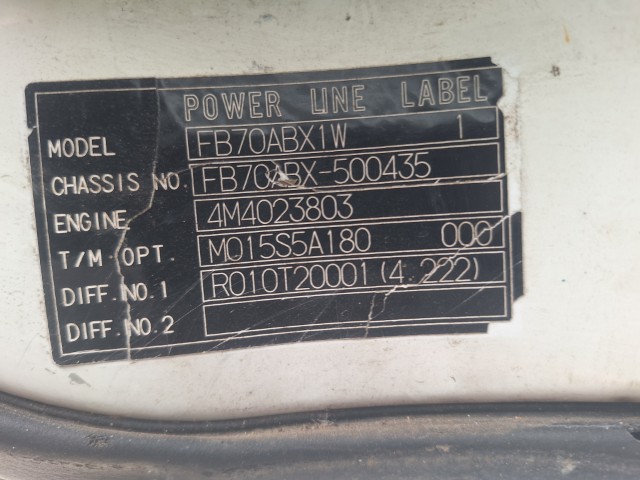 POWER LINE LABEL
MODEL FB70ABX1W 1
CHASSIS NO. FB70ABX-500435
ENGINE 4M4023803
T/M OPT. M015S5A180 000
DIFF.NO.1 R010T20001(4.222)
DIFF.NO.2